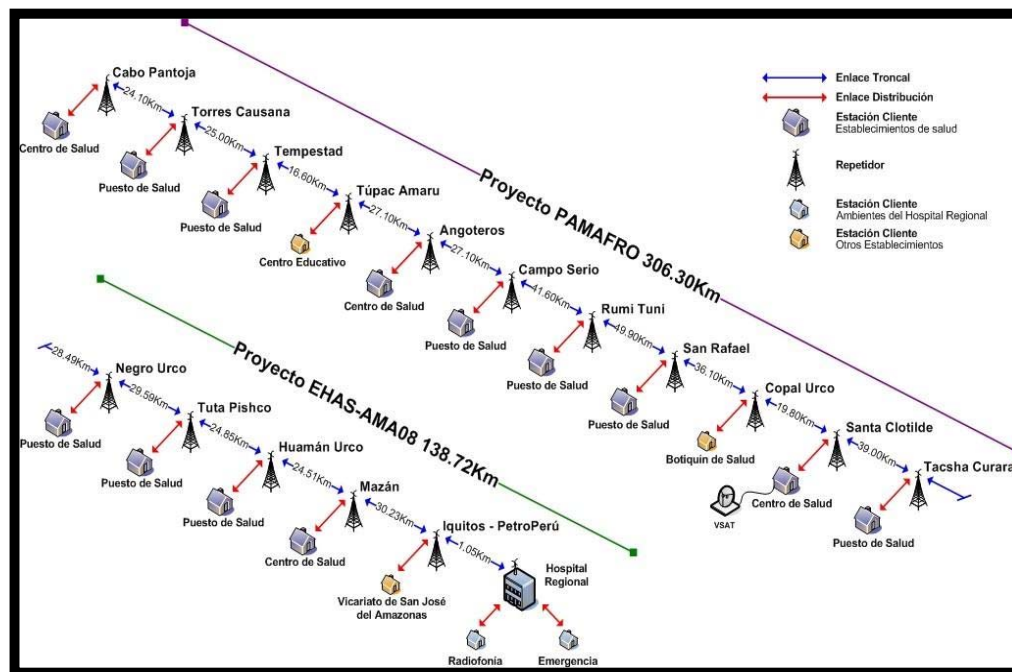 Cabo Pantoja
24.10Km
Centro de Salud
Torres Causana
25.00Km
Puesto de Salud
Tempestad
16.60Km
Puesto de Salud
Túpac Amaru
27.10Km
Centro Educativo
Angoteros
27.10Km
Centro de Salud
Campo Serio
41.60Km
Puesto de Salud
Rumi Tuni
49.90Km
Puesto de Salud
San Rafael
36.10Km
Puesto de Salud
Copal Urco
19.80Km
Botiquín de Salud
Santa Clotilde
39.00Km
Centro de Salud
VSAT
Tacsha Curaray
Puesto de Salud
Proyecto PAMAFRO 306.30Km
Enlace Troncal
Enlace Distribución
Estación Cliente
Establecimientos de salud
Repetidor
Estación Cliente
Ambientes del Hospital Regional
Estación Cliente
Otros Establecimientos
Proyecto EHAS-AMA08 138.72Km
28.49Km
Negro Urco
29.59Km
Puesto de Salud
Tuta Pishco
24.85Km
Puesto de Salud
Huamán Urco
24.51Km
Puesto de Salud
Mazán
30.23Km
Centro de Salud
Iquitos - PetroPerú
1.05Km
Vicariato de San José
del Amazonas
Hospital
Regional
Radiofonía
Emergencia